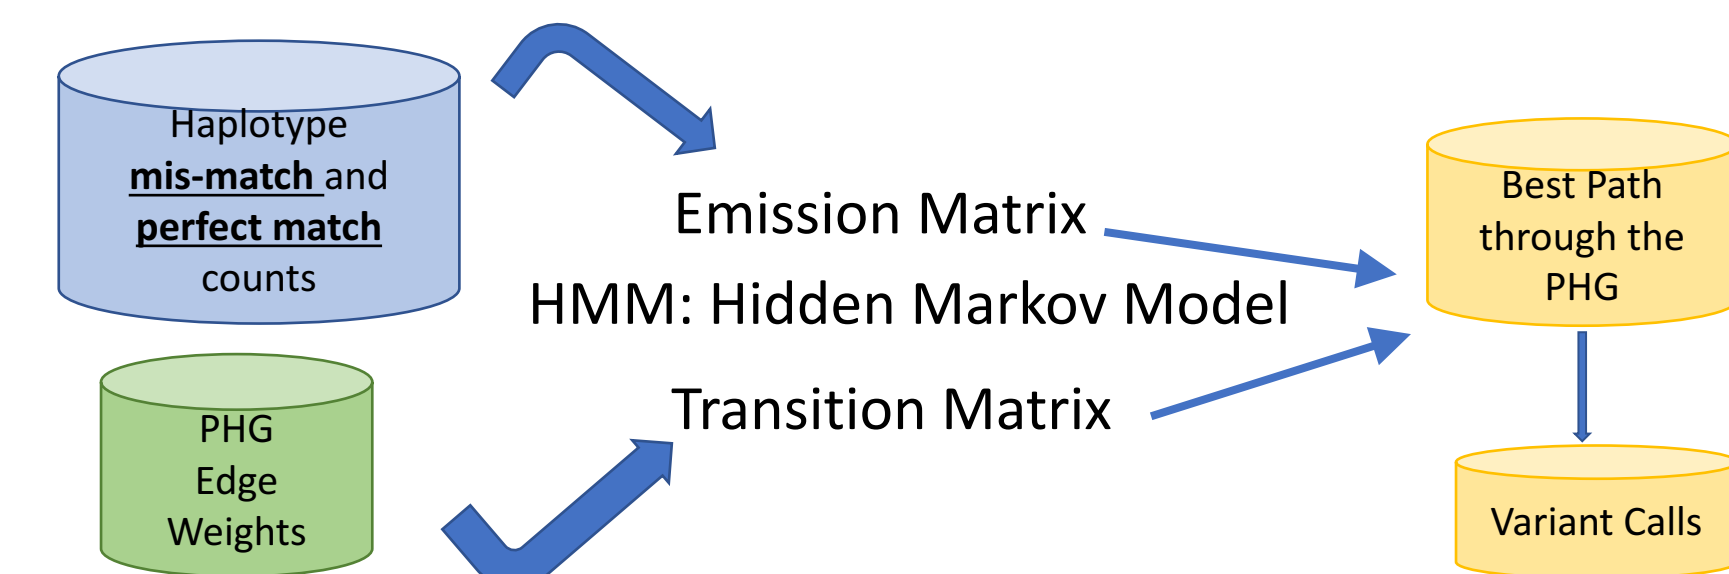 Haplotype
mis-match and
perfect match
counts
PHG
Edge
Weights
Emission Matrix
HMM: Hidden Markov Model
Transition Matrix
Best Path
through the
PHG
Variant Calls